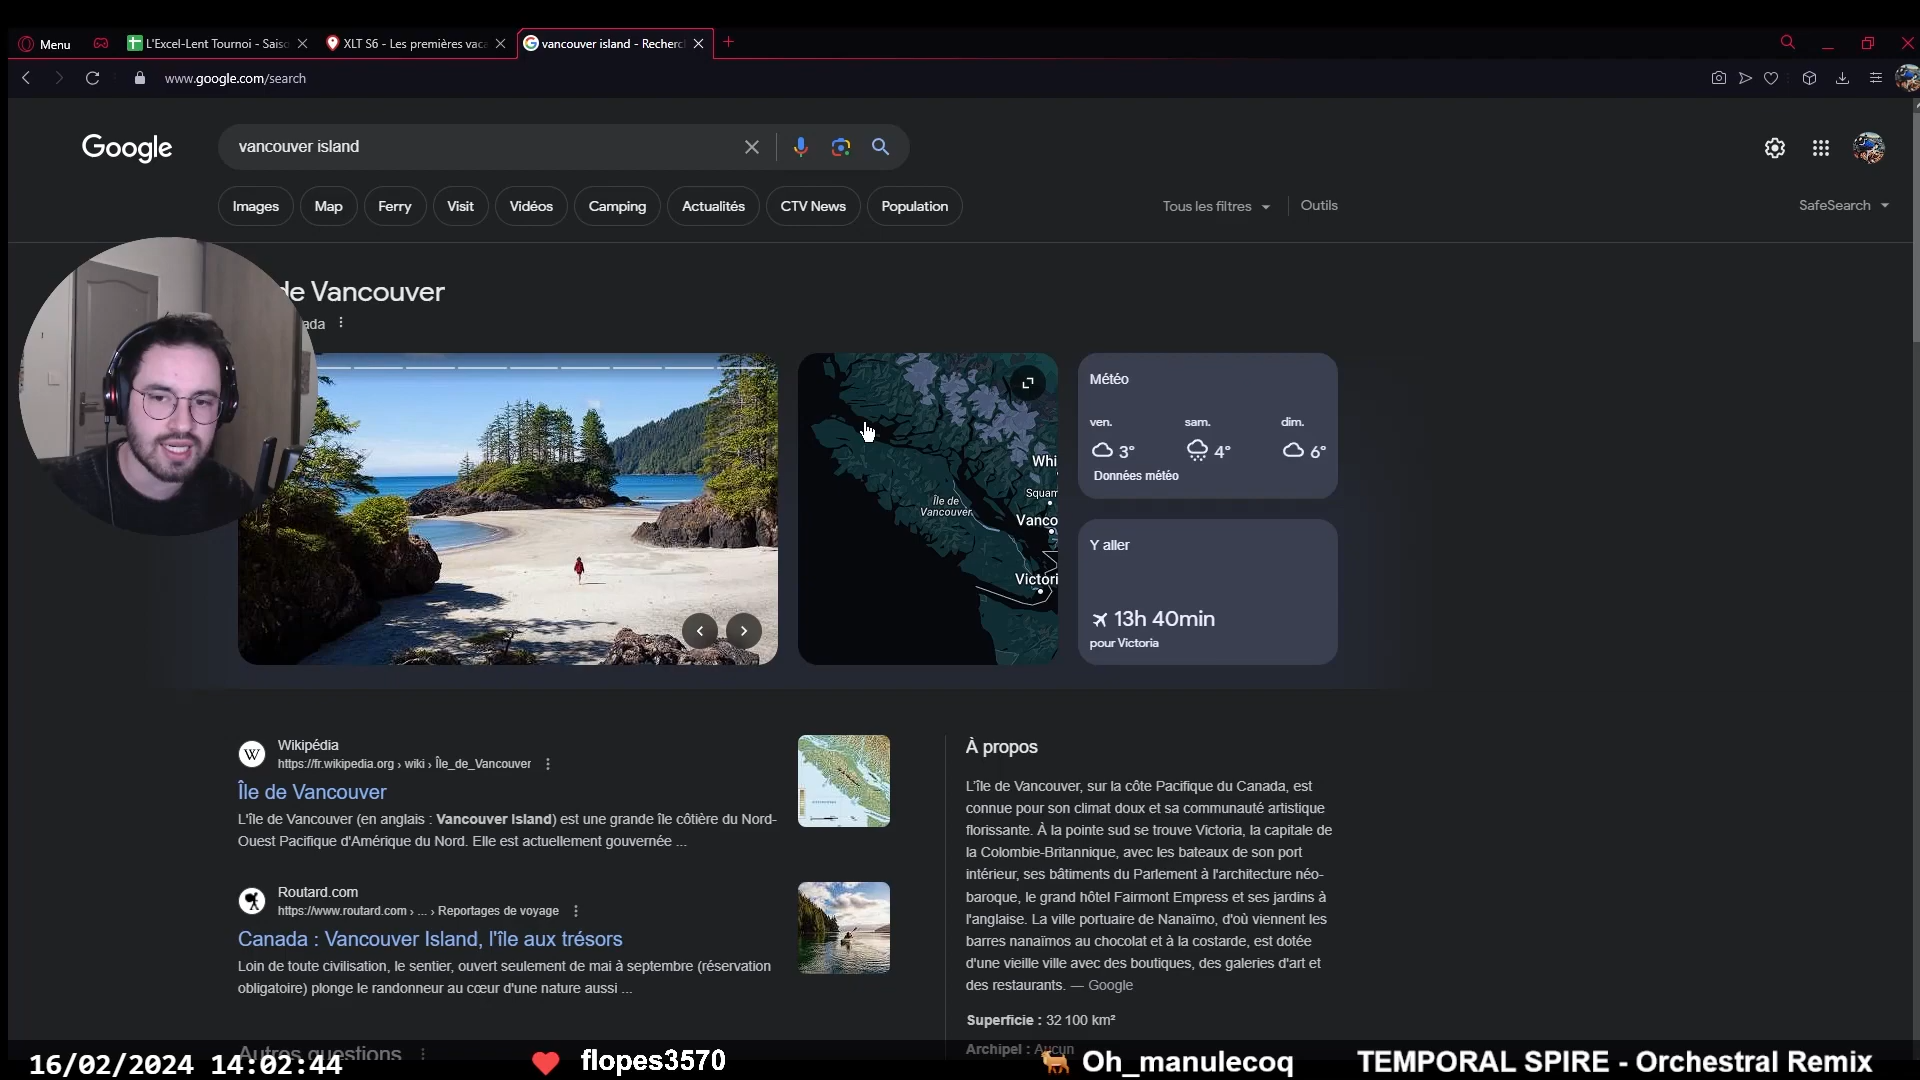 Menu
L'Excel-Lent Tournoi - Saiso
XLT S6 - Les premières vaca
vancouver island - Recherc
www.google.com/search
Google
vancouver island
Images
Map
Ferry
Visit
Vidéos
Camping
Actualités
CTV News
Population
Tous les filtres
Outils
SafeSearch
de Vancouver
ada
Whi
Squam
Île de
Vancouver
Vanco
Victori
Météo
ven.
sam.
dim.
3°
4°
6°
Données météo
Y aller
13h 40min
pour Victoria
W
Wikipédia
https://fr.wikipedia.org › wiki › Île_de_Vancouver
Île de Vancouver
L'île de Vancouver (en anglais : Vancouver Island) est une grande île côtière du Nord-
Ouest Pacifique d'Amérique du Nord. Elle est actuellement gouvernée ...
Routard.com
https://www.routard.com › ... › Reportages de voyage
Canada : Vancouver Island, l'île aux trésors
Loin de toute civilisation, le sentier, ouvert seulement de mai à septembre (réservation
obligatoire) plonge le randonneur au cœur d'une nature aussi ...
Autres questions
À propos
L'île de Vancouver, sur la côte Pacifique du Canada, est
connue pour son climat doux et sa communauté artistique
florissante. À la pointe sud se trouve Victoria, la capitale de
la Colombie-Britannique, avec les bateaux de son port
intérieur, ses bâtiments du Parlement à l'architecture néo-
baroque, le grand hôtel Fairmont Empress et ses jardins à
l'anglaise. La ville portuaire de Nanaïmo, d'où viennent les
barres nanaïmos au chocolat et à la costarde, est dotée
d'une vieille ville avec des boutiques, des galeries d'art et
des restaurants. — Google
Superficie : 32 100 km²
Archipel : Aucun
16/02/2024 14:02:44
flopes3570
Oh_manulecoq
TEMPORAL SPIRE - Orchestral Remix